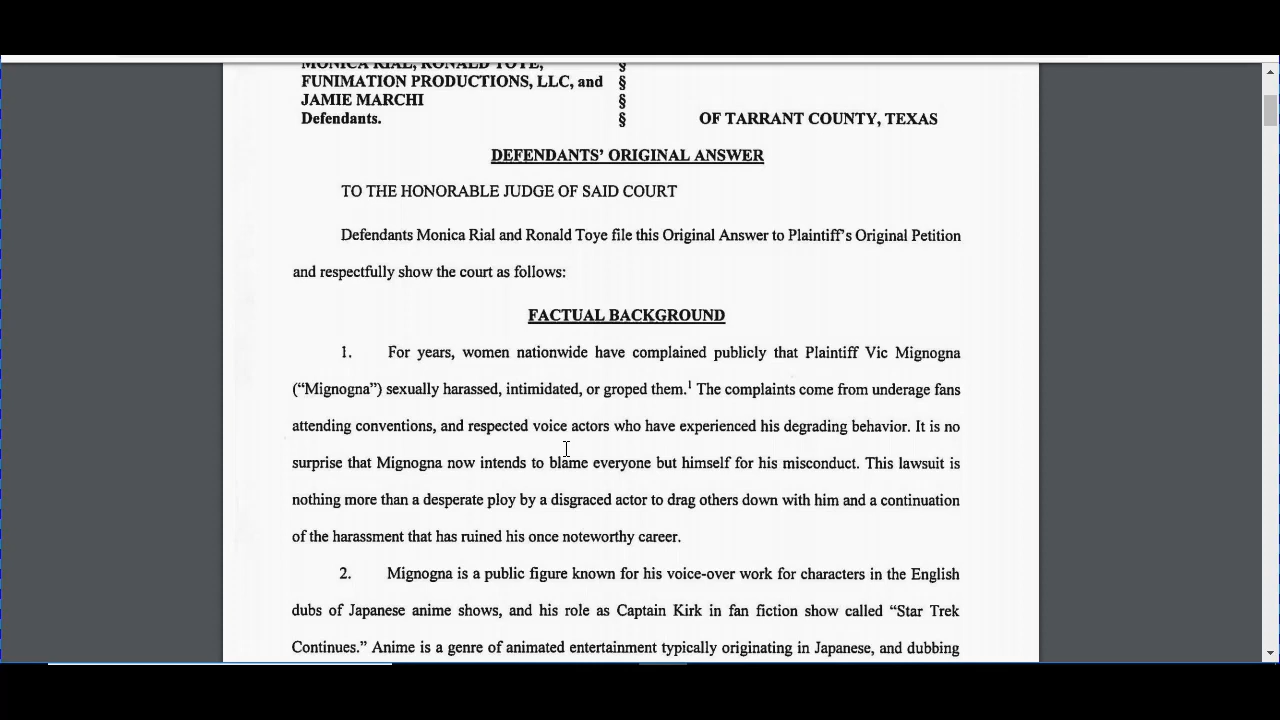 MONICA RIAL, RONALD TOYE, §
FUNIMATION PRODUCTIONS, LLC, and §
JAMIE MARCHI §
Defendants. § OF TARRANT COUNTY, TEXAS
DEFENDANTS’ ORIGINAL ANSWER
TO THE HONORABLE JUDGE OF SAID COURT
Defendants Monica Rial and Ronald Toye file this Original Answer to Plaintiff’s Original Petition
and respectfully show the court as follows:
FACTUAL BACKGROUND
1. For years, women nationwide have complained publicly that Plaintiff Vic Mignogna
(“Mignogna”) sexually harassed, intimidated, or groped them.¹ The complaints come from underage fans
attending conventions, and respected voice actors who have experienced his degrading behavior. It is no
surprise that Mignogna now intends to blame everyone but himself for his misconduct. This lawsuit is
nothing more than a desperate ploy by a disgraced actor to drag others down with him and a continuation
of the harassment that has ruined his once noteworthy career.
2. Mignogna is a public figure known for his voice-over work for characters in the English
dubs of Japanese anime shows, and his role as Captain Kirk in fan fiction show called “Star Trek
Continues.” Anime is a genre of animated entertainment typically originating in Japanese, and dubbing